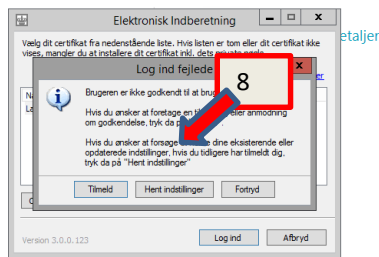 Elektronisk Indberetning
Vælg dit certifikat fra nedenstående liste. Hvis listen er tom eller dit certifikat ikke
vises, mangler du at installere dit certifikat inkl. dets
etaljer
Log ind fejlede
8
Brugeren er ikke godkendt til at
Hvis du ønsker at foretage en eller anmodning
om godkendelse, tryk da
Hvis du ønsker at forsøge dine eksisterende eller
opdaterede indstillinger, hvis du tidligere har tilmeldt dig,
tryk da på "Hent indstillinger"
Tilmeld Hent indstillinger Fortryd
Version 3.0.0.123
Log ind Afbryd